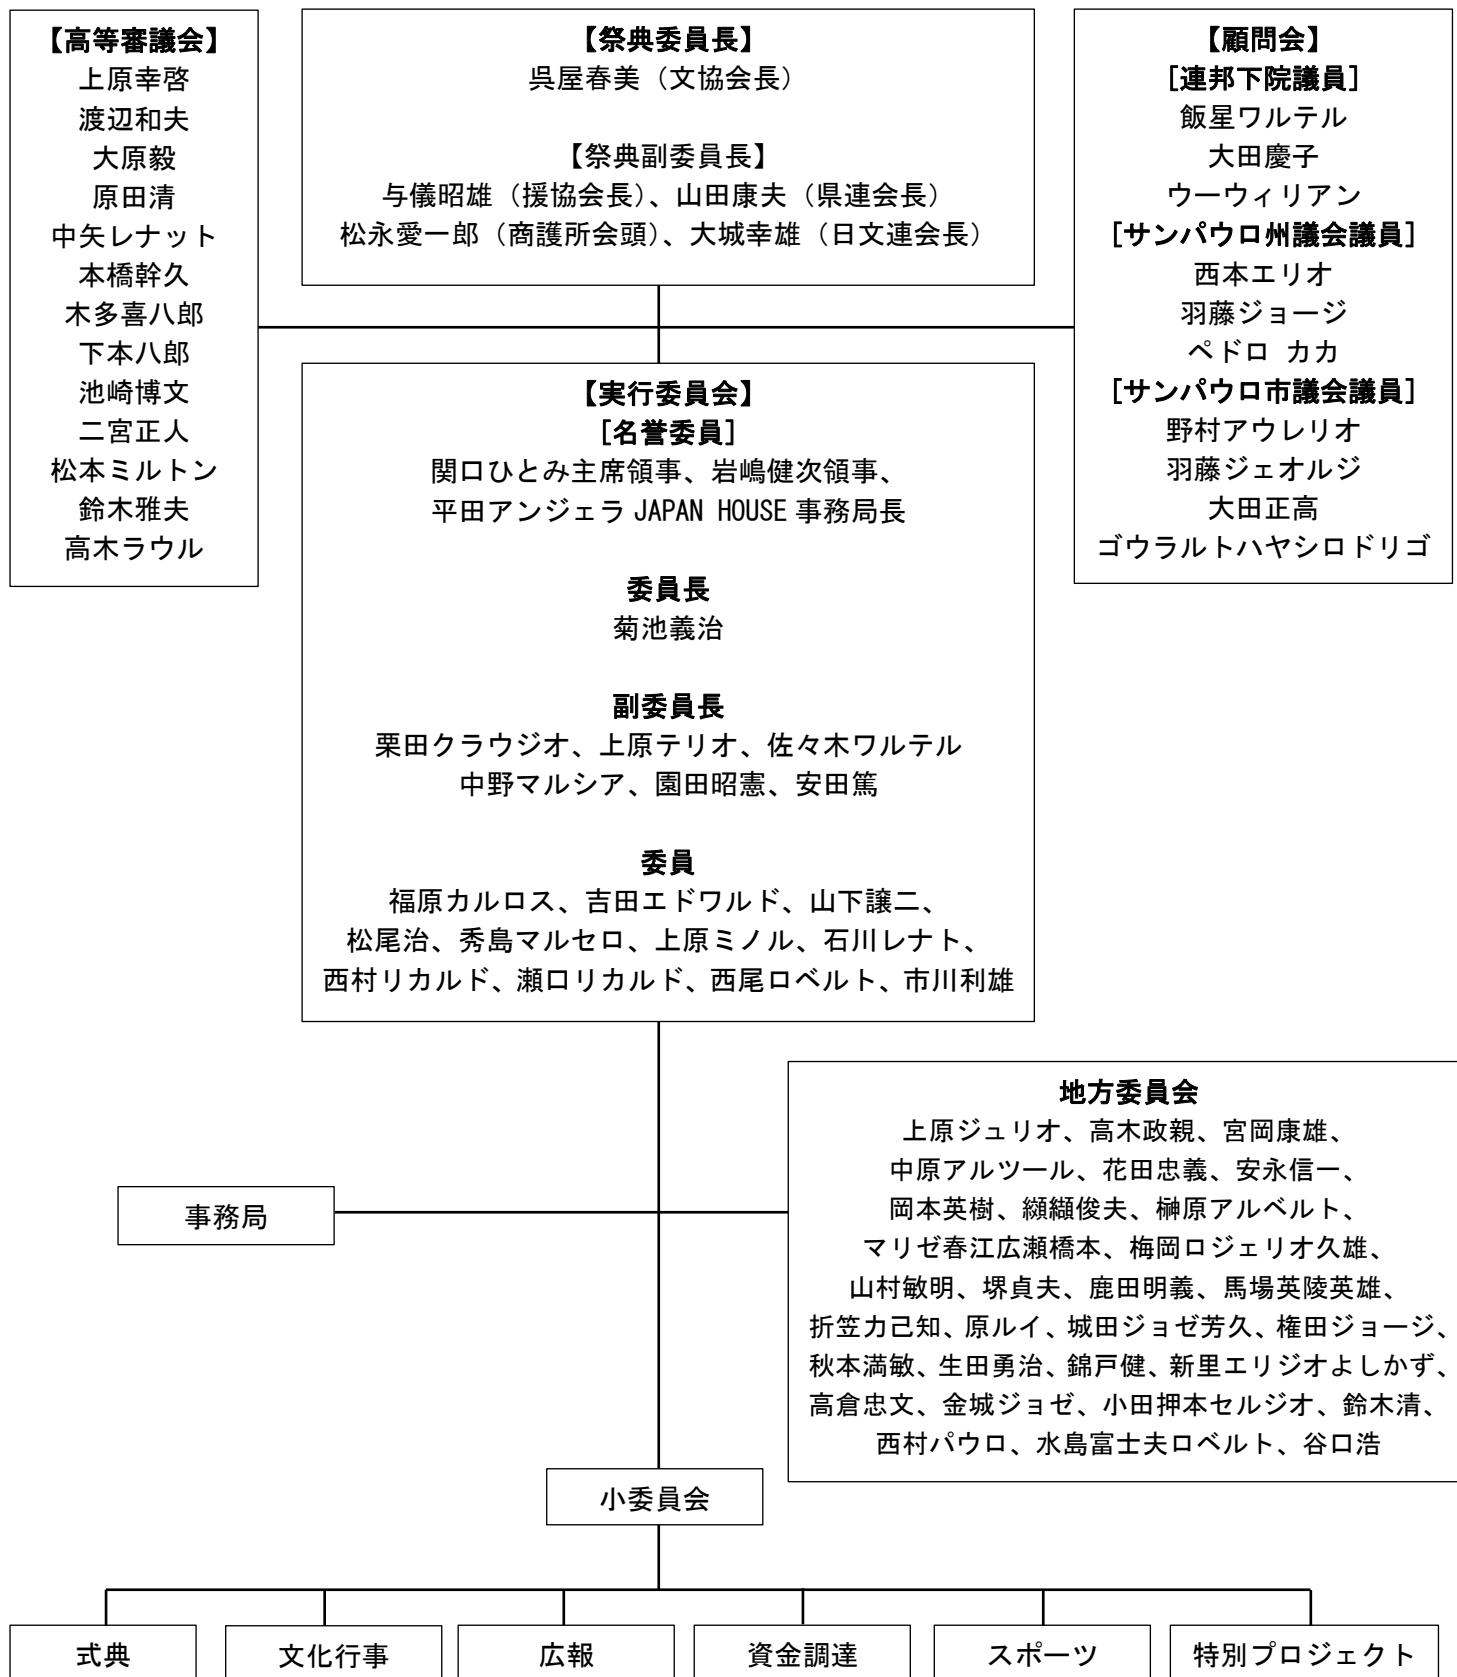 【高等審議会】
上原幸啓
渡辺和夫
大原毅
原田清
中矢レナット
本橋幹久
木多喜八郎
下本八郎
池崎博文
二宮正人
松本ミルトン
鈴木雅夫
高木ラウル
【祭典委員長】
呉屋春美（文協会長）
【祭典副委員長】
与儀昭雄（援協会長）、山田康夫（県連会長）
松永愛一郎（商護所会頭）、大城幸雄（日文連会長）
【顧問会】
[連邦下院議員]
飯星ワルテル
大田慶子
ウーウィリアン
[サンパウロ州議会議員]
西本エリオ
羽藤ジョージ
ペドロ カカ
[サンパウロ市議会議員]
野村アウレリオ
羽藤ジェオルジ
大田正高
ゴウラルトハヤシロドリゴ
【実行委員会】
[名誉委員]
関口ひとみ主席領事、岩嶋健次領事、
平田アンジェラ JAPAN HOUSE 事務局長
委員長
菊池義治
副委員長
栗田クラウジオ、上原テリオ、佐々木ワルテル
中野マルシア、園田昭憲、安田篤
委員
福原カルロス、吉田エドワルド、山下譲二、
松尾治、秀島マルセロ、上原ミノル、石川レナト、
西村リカルド、瀬ロリカルド、西尾ロベルト、市川利雄
地方委員会
上原ジュリオ、高木政親、宮岡康雄、
中原アルツール、花田忠義、安永信一、
岡本英樹、纐纈俊夫、榊原アルベルト、
マリゼ春江広瀬橋本、梅岡ロジェリオ久雄、
山村敏明、堺貞夫、鹿田明義、馬場英陵英雄、
折笠力己知、原ルイ、城田ジョゼ芳久、権田ジョージ、
秋本満敏、生田勇治、錦戸健、新里エリジオよしかず、
高倉忠文、金城ジョゼ、小田押本セルジオ、鈴木清、
西村パウロ、水島富士夫ロベルト、谷口浩
事務局
小委員会
式典
文化行事
広報
資金調達
スポーツ
特別プロジェクト